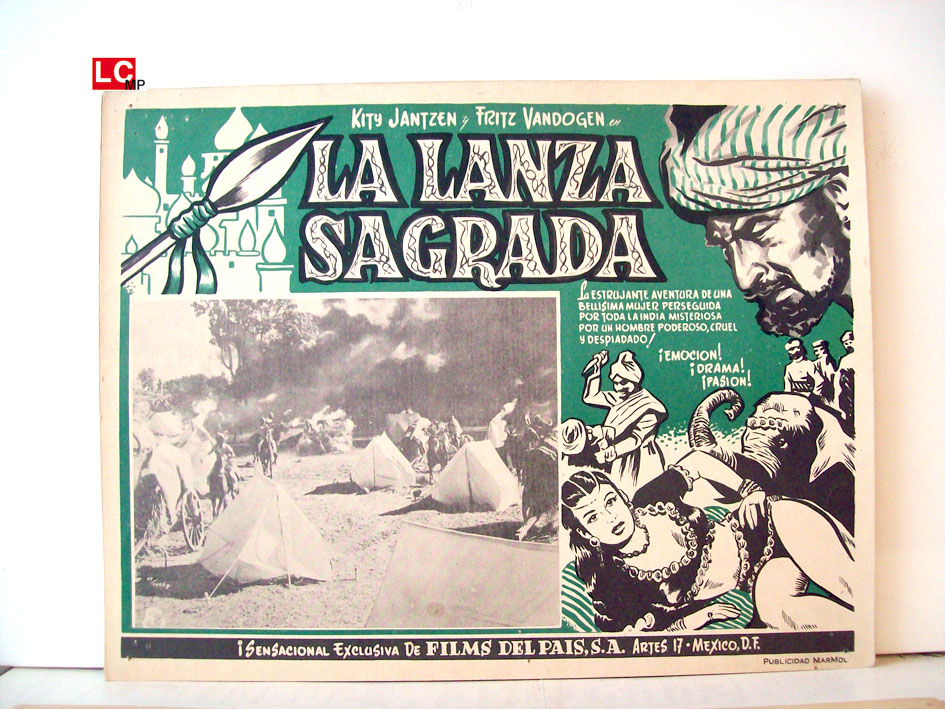 LC
MP
KITY JANTZEN y FRITZ VANDOGEN en
LA LANZA
SAGRADA
LA ESTRUJANTE AVENTURA DE UNA
BELLISIMA MUJER PERSEGUIDA
POR TODA LA INDIA MISTERIOSA
POR UN HOMBRE PODEROSO, CRUEL
Y DESPIADADO!
¡EMOCION!
¡DRAMA!
¡PASION!
¡SENSACIONAL EXCLUSIVA DE FILMS DEL PAIS, S.A. ARTES 17 - MEXICO, D.F.
PUBLICIDAD MARMOL